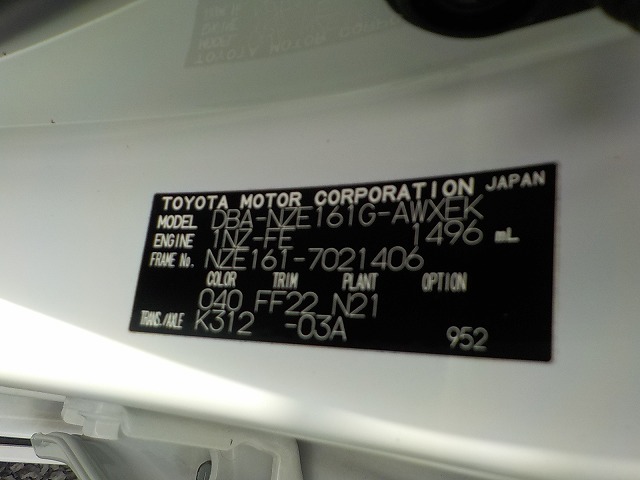 TOYOTA MOTOR CORPORATION JAPAN
MODEL DBA-NZE161G-AWXEK
ENGINE 1NZ-FE 1496 mL
FRAME No. NZE161-7021406
COLOR TRIM PLANT OPTION
040 FF22 N21
TRANS./AXLE K312 -03A
952